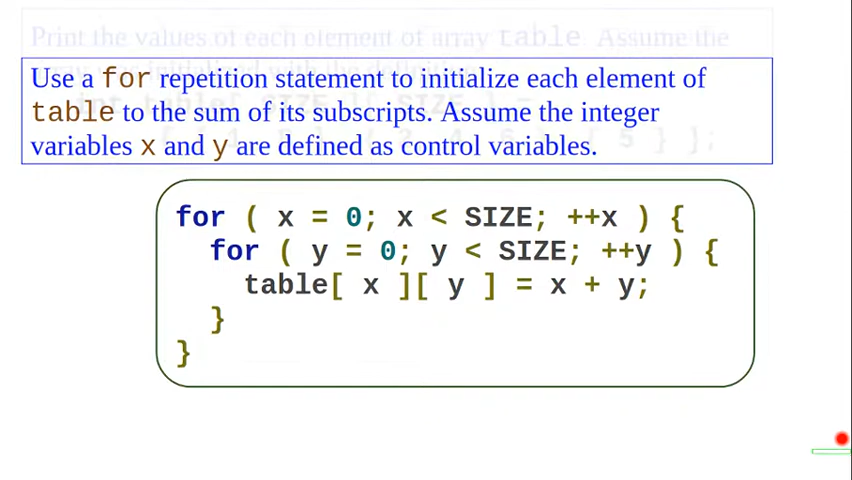 Print the values of each element of array table. Assume the
Use a for repetition statement to initialize each element of
table to the sum of its subscripts. Assume the integer
variables x and y are defined as control variables.
for ( x = 0; x < SIZE; ++x ) {
for ( y = 0; y < SIZE; ++y ) {
table[ x ][ y ] = x + y;
}
}